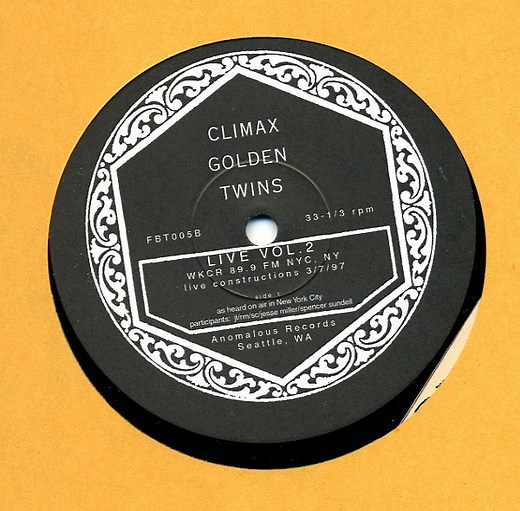 CLIMAX
GOLDEN
TWINS
33-1/3 rpm
FBT005B
LIVE VOL.2
WKCR 89.9 FM NYC, NY
live constructions 3/7/97
side 1
as heard on air in New York City
participants: jt/rm/sc/jesse miller/spencer sundell
Anomalous Records
Seattle, WA